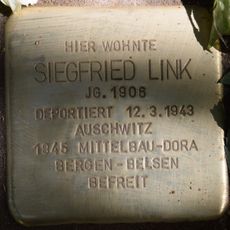 HIER WOHNTE
SIEGFRIED LINK
JG. 1906
DEPORTIERT 12.3.1943
AUSCHWITZ
1945 MITTELBAU-DORA
BERGEN-BELSEN
BEFREIT